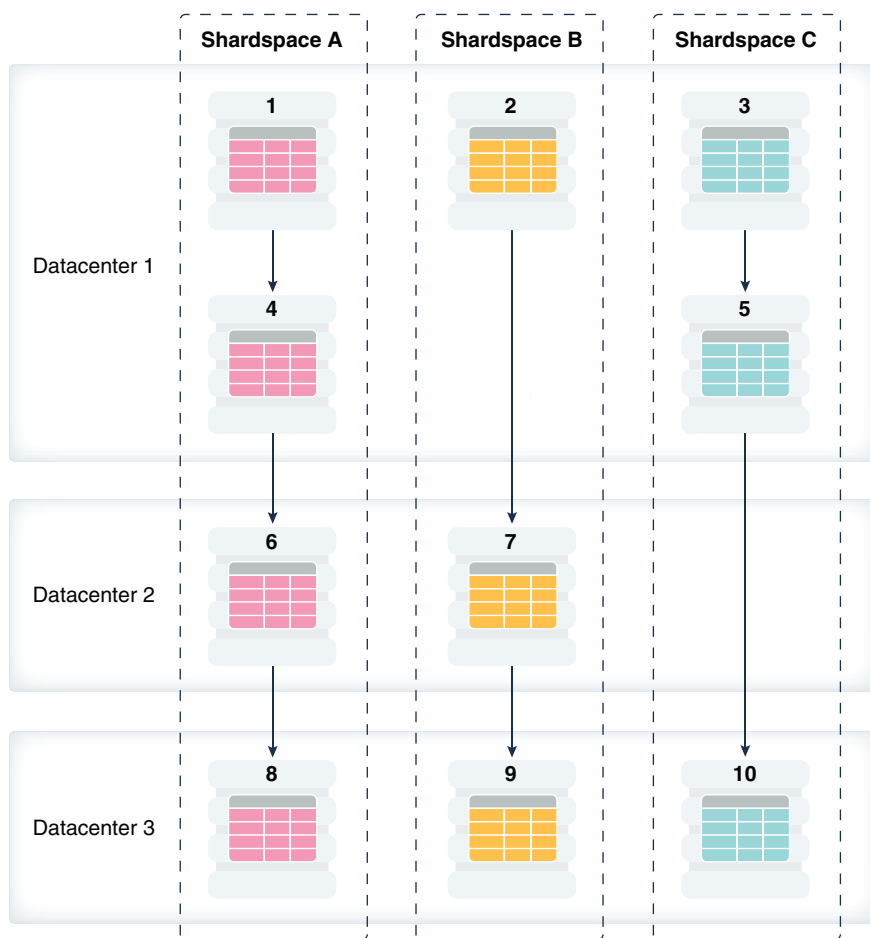 Shardspace A
Shardspace B
Shardspace C
1
2
3
Datacenter 1
4
5
6
7
Datacenter 2
8
9
10
Datacenter 3